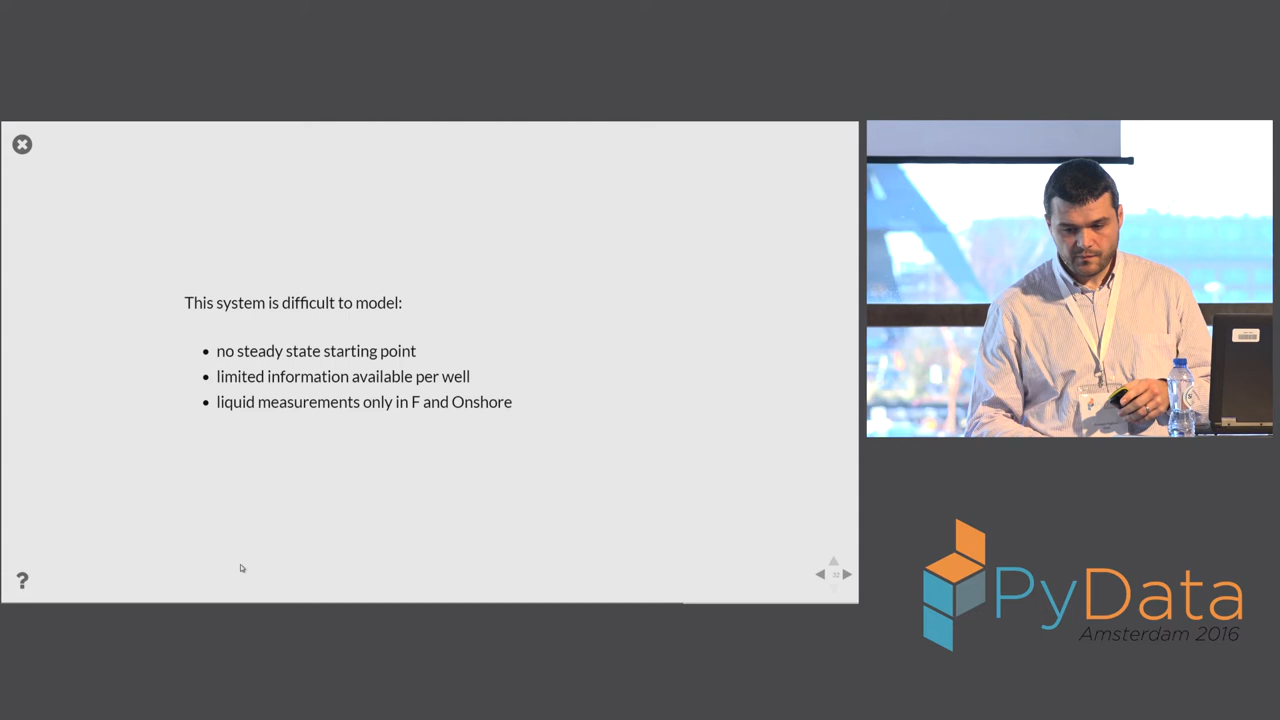 This system is difficult to model:
• no steady state starting point
• limited information available per well
• liquid measurements only in F and Onshore
?
32
PyData
Amsterdam 2016